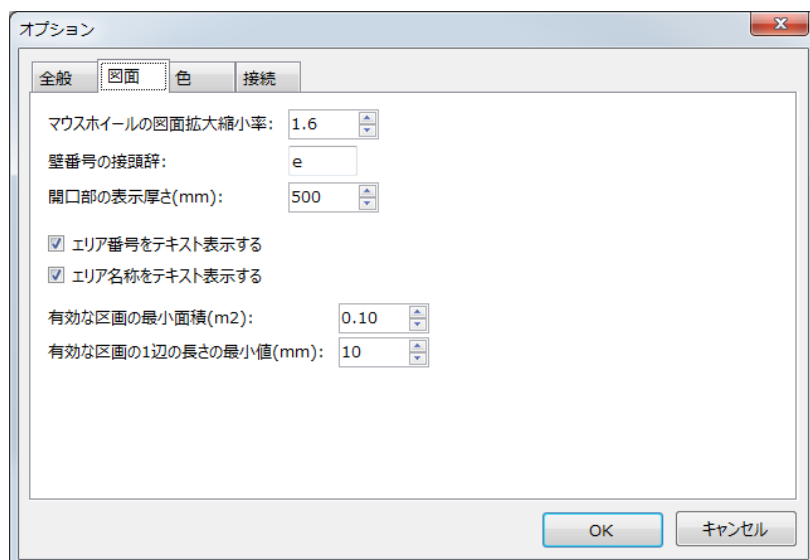 オプション
全般 図面 色 接続
マウスホイールの図面拡大縮小率: 1.6
壁番号の接頭辞: e
開口部の表示厚さ(mm): 500
エリア番号をテキスト表示する
エリア名称をテキスト表示する
有効な区画の最小面積(m2): 0.10
有効な区画の1辺の長さの最小値(mm): 10
OK キャンセル